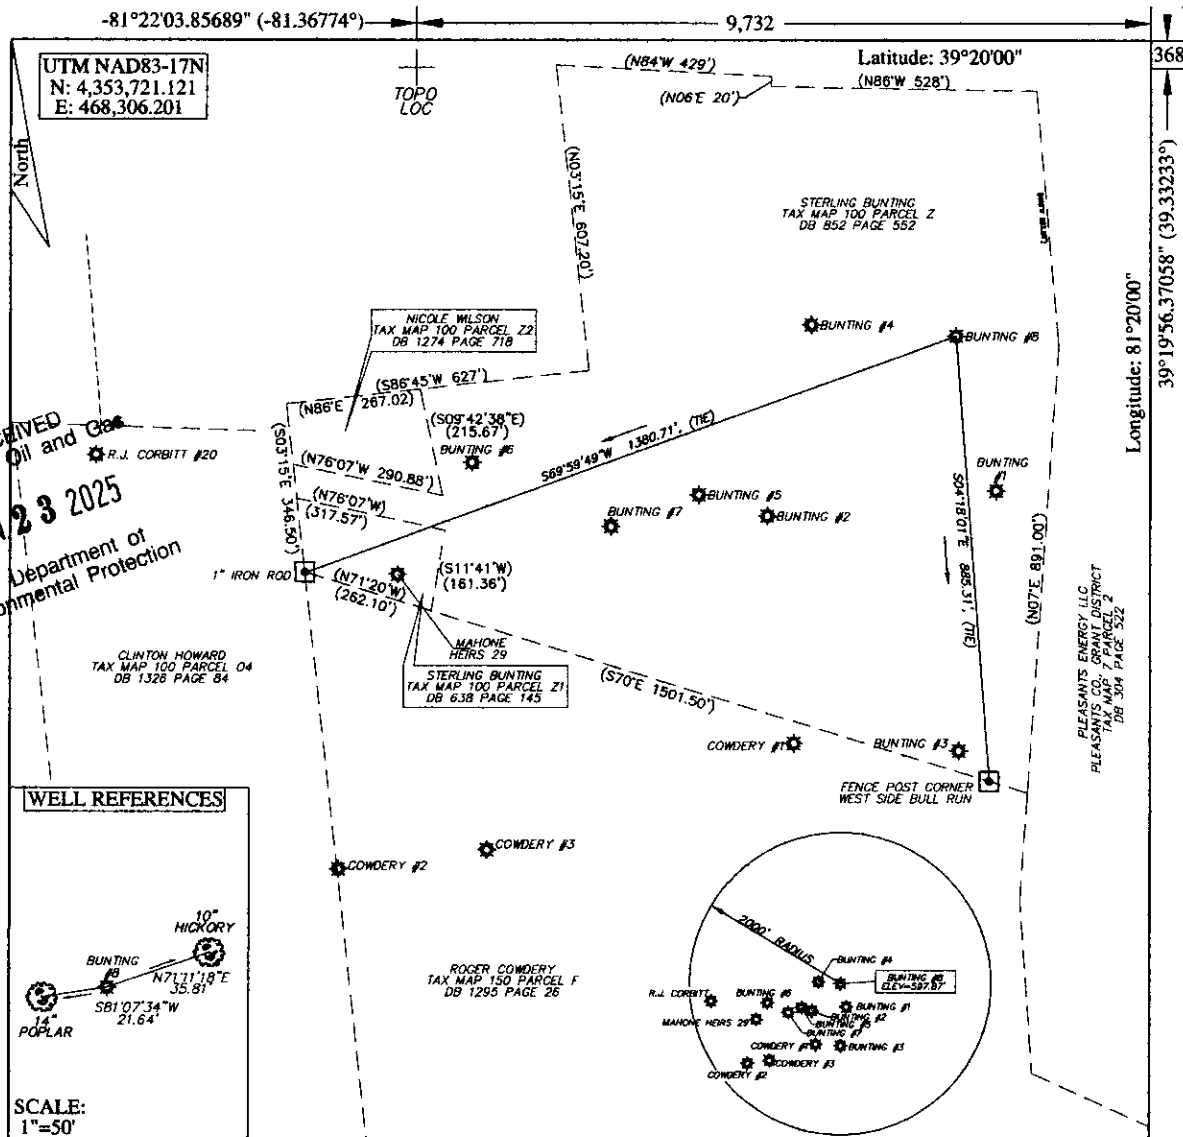 -81°22'03.85689" (-81.36774°)
9,732
UTM NAD83-17N
N: 4,353,721.121
E: 468,306.201
TOPO
LOC
Latitude: 39°20'00"
368
North
(N84°W 429')
(N06°E 20')
(N86°W 528')
(N03°15'E 607.20')
STERLING BUNTING
TAX MAP 100 PARCEL Z
DB 852 PAGE 552
39°19'56.37058" (39.33233°)
Longitude: 81°20'00"
NICOLE WILSON
TAX MAP 100 PARCEL Z2
DB 1274 PAGE 718
BUNTING #4
BUNTING #8
(S86°45'W 627')
(N86°E 267.02)
(S09°42'38"E)
(215.67')
BUNTING #6
S69°59'49"W 1380.71', (TIE)
Oil and Gas
R.J. CORBITT #20
23 2025
Department of
onmental Protection
(S03°15'E 346.50')
(N76°07'W 290.88')
(N76°07'W)
(317.57')
BUNTING #5
BUNTING #7
BUNTING #2
BUNTING
#1
S04°18'01"E 885.31', (TIE)
(N07°E 891.00')
1" IRON ROD
(N71°20'W)
(262.10')
(S11°41'W)
(161.36')
MAHONE
HEIRS 29
CLINTON HOWARD
TAX MAP 100 PARCEL O4
DB 1326 PAGE 84
STERLING BUNTING
TAX MAP 100 PARCEL Z1
DB 638 PAGE 145
(S70°E 1501.50')
PLEASANTS ENERGY LLC
PLEASANTS CO., GRANT DISTRICT
TAX MAP 7 PARCEL 2
DB 304 PAGE 522
COWDERY #1
BUNTING #3
FENCE POST CORNER
WEST SIDE BULL RUN
WELL REFERENCES
COWDERY #2
COWDERY #3
10"
HICKORY
BUNTING
#8
N71°11'18"E
35.81'
S81°07'34"W
21.64'
14"
POPLAR
ROGER COWDERY
TAX MAP 150 PARCEL F
DB 1295 PAGE 26
2000' RADIUS
BUNTING #4
BUNTING #8
ELEV=597.87'
R.J. CORBITT
BUNTING #6
BUNTING #1
BUNTING #2
BUNTING #5
MAHONE HEIRS 29
BUNTING #7
COWDERY #1
BUNTING #3
COWDERY #3
COWDERY #2
SCALE:
1"=50'